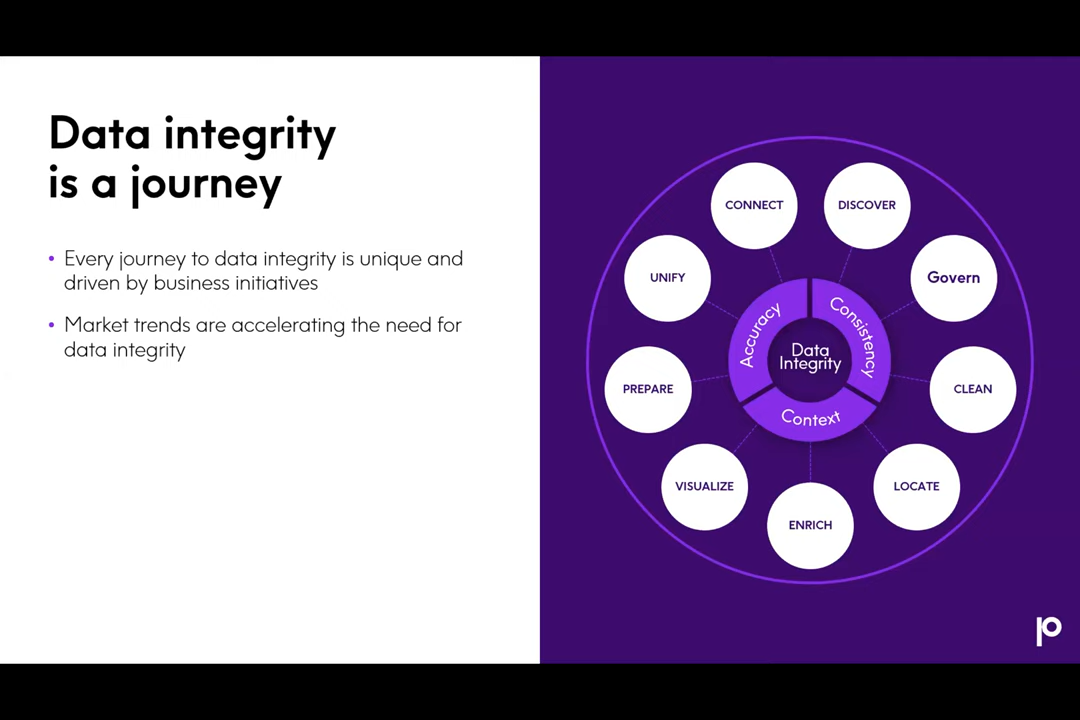 Data integrity
is a journey
• Every journey to data integrity is unique and
driven by business initiatives
• Market trends are accelerating the need for
data integrity
CONNECT
DISCOVER
UNIFY
Govern
Accuracy
Consistency
Data
Integrity
Context
PREPARE
CLEAN
VISUALIZE
LOCATE
ENRICH
p